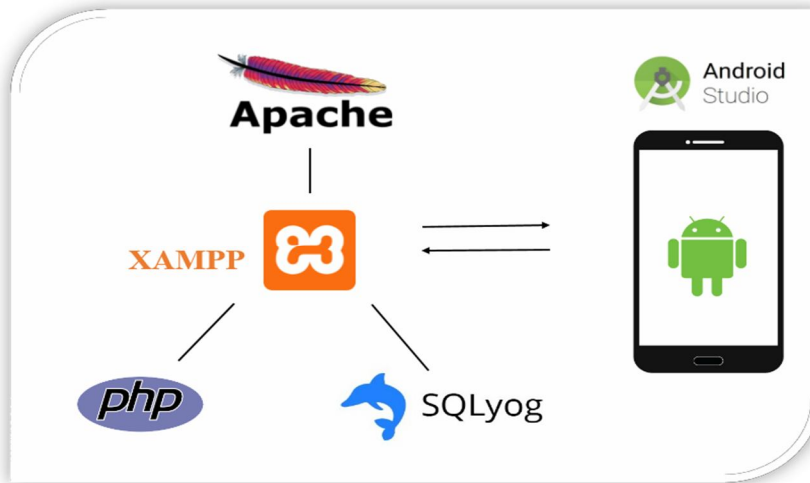 Apache
Android
Studio
XAMPP
php
SQLyog